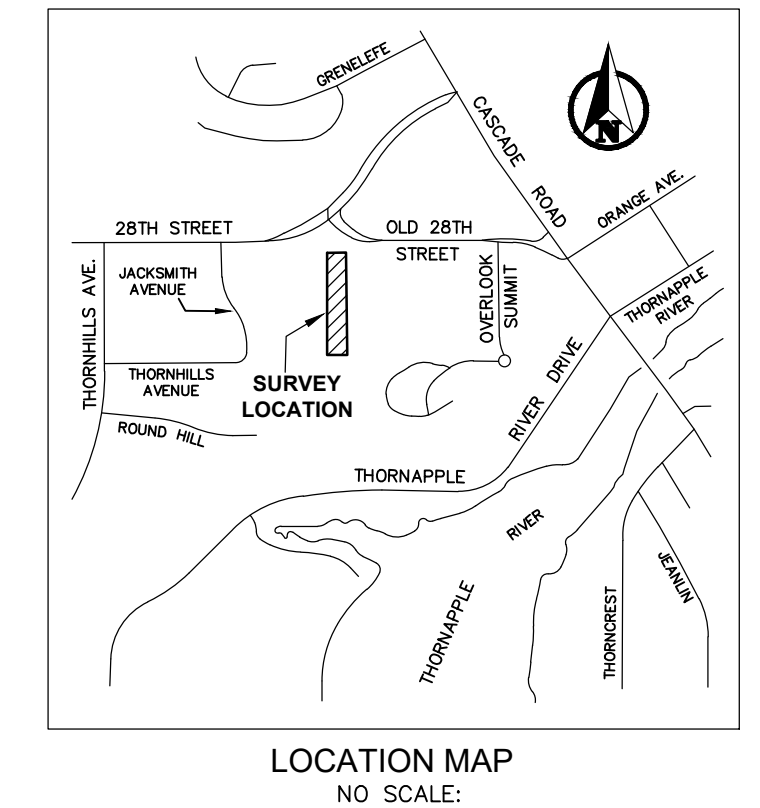 GRENELEFE
CASCADE ROAD
N
ORANGE AVE.
28TH STREET
OLD 28TH
STREET
JACKSMITH
AVENUE
THORNHILLS AVE.
OVERLOOK
SUMMIT
THORNAPPLE
RIVER
THORNHILLS
AVENUE
SURVEY
LOCATION
RIVER DRIVE
ROUND HILL
THORNAPPLE
RIVER
THORNAPPLE
JEANLIN
THORNCREST
LOCATION MAP
NO SCALE: